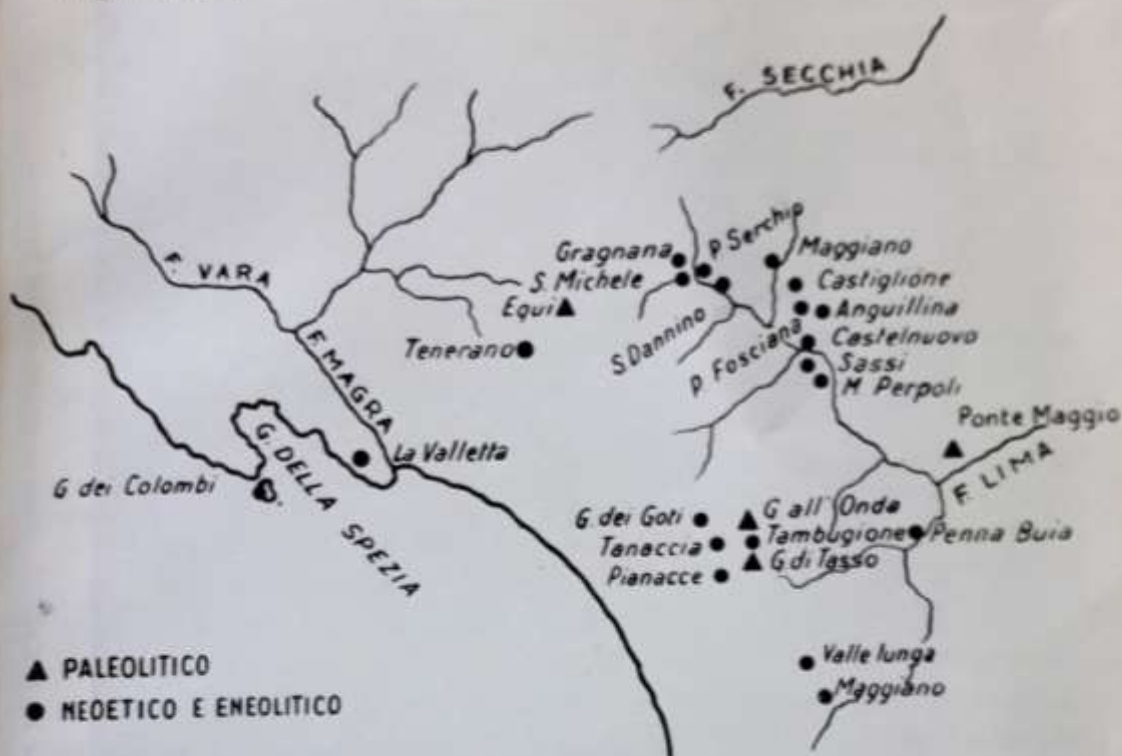 F. SECCHIA
F. VARA
F. MAGRA
Gragnana
S. Michele
Equi
Tenerano
P. Serchio
Maggiano
Castiglione
Anguillina
Castelnuovo
Sassi
M Perpoli
S. Dannino
P. Fosciana
Ponte Maggio
F. LIMA
La Valletta
G. DELLA SPEZIA
G dei Colombi
G. dei Goti
Tanaccia
Pianacce
G all' Onda
Tambugione
G. di Tasso
Penna Buia
Valle lunga
Maggiano
PALEOLITICO
NEOETICO E ENEOLITICO